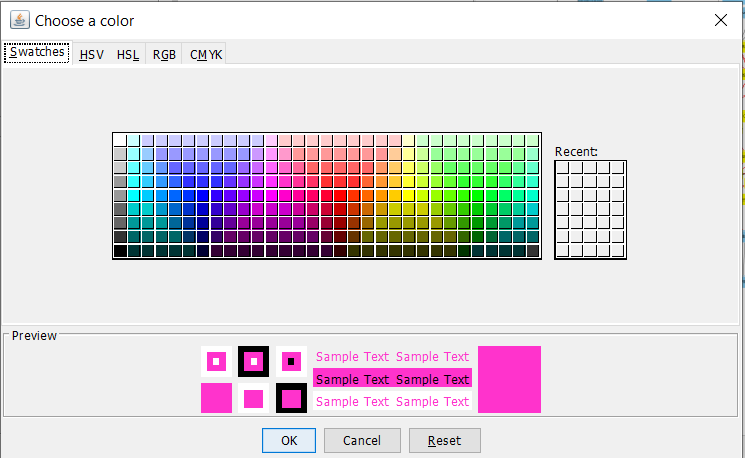 Choose a color
Swatches HSV HSL RGB CMYK
Recent:
Preview
Sample Text Sample Text
Sample Text Sample Text
Sample Text Sample Text
OK Cancel Reset